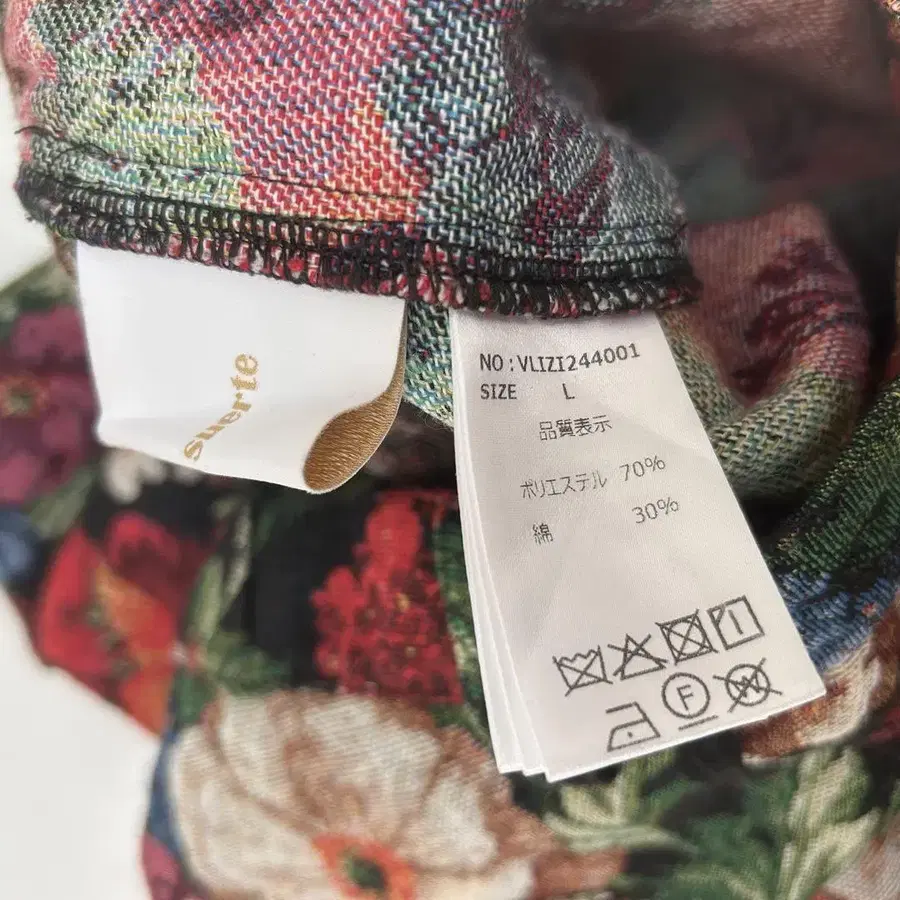 suerte
NO:VLIZI244001
SIZE L
品質表示
ポリエステル 70%
綿 30%
F
W